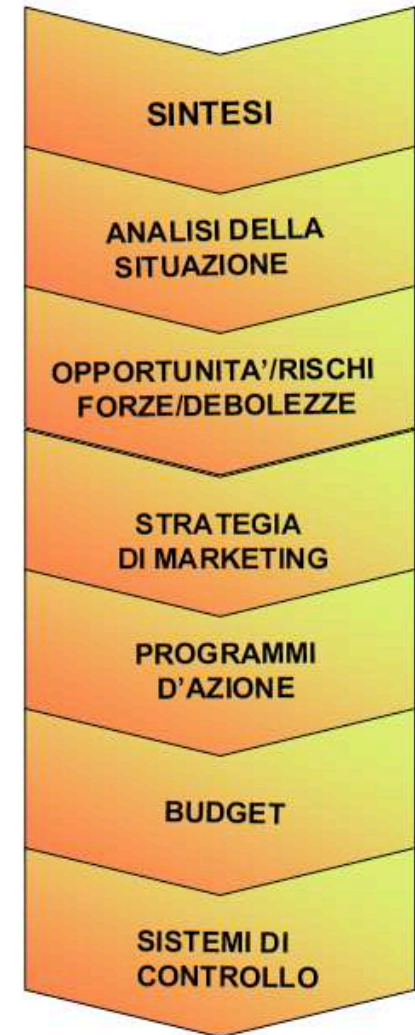 SINTESI
ANALISI DELLA
SITUAZIONE
OPPORTUNITA'/RISCHI
FORZE/DEBOLEZZE
STRATEGIA
DI MARKETING
PROGRAMMI
D'AZIONE
BUDGET
SISTEMI DI
CONTROLLO